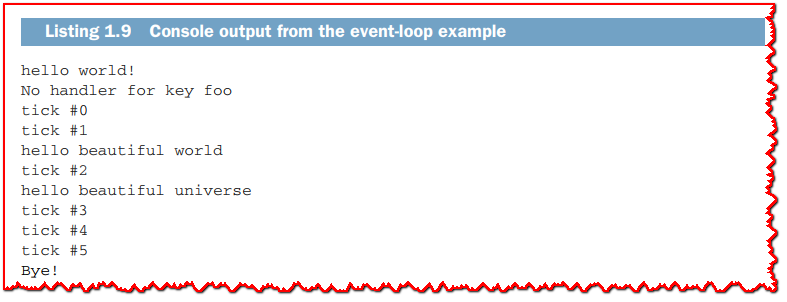 Listing 1.9 Console output from the event-loop example
hello world!
No handler for key foo
tick #0
tick #1
hello beautiful world
tick #2
hello beautiful universe
tick #3
tick #4
tick #5
Bye!